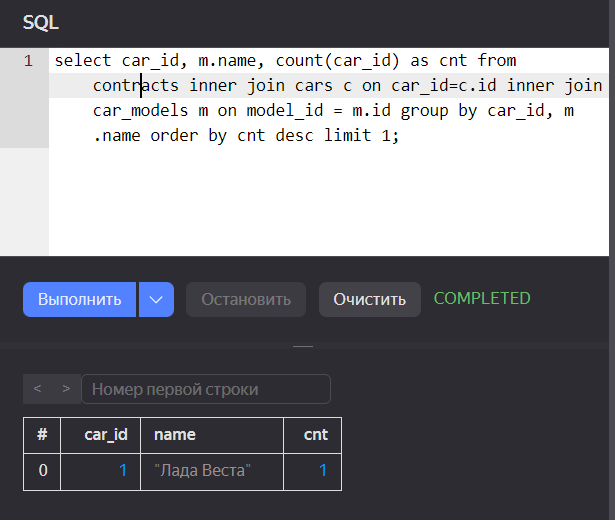 SQL
1 select car_id, m.name, count(car_id) as cnt from
contracts inner join cars c on car_id=c.id inner join
car_models m on model_id = m.id group by car_id, m
.name order by cnt desc limit 1;
Выполнить Остановить Очистить COMPLETED
< > Номер первой строки
# car_id name cnt
0 1 "Лада Веста" 1